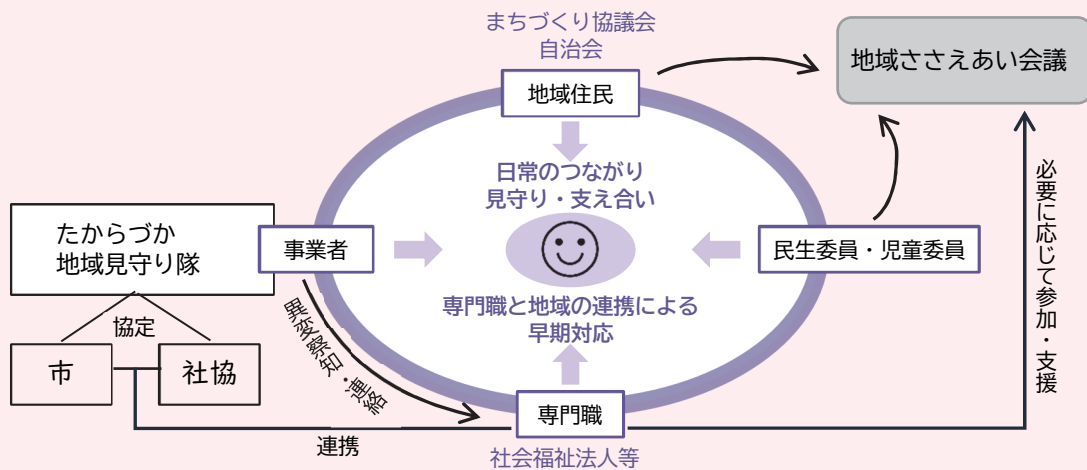 まちづくり協議会
自治会
地域住民
地域ささえあい会議
日常のつながり
見守り・支え合い
たからづか
地域見守り隊
事業者
民生委員・児童委員
専門職と地域の連携による
早期対応
協定
市
社協
異変察知・連絡
必要に応じて参加・支援
専門職
連携
社会福祉法人等